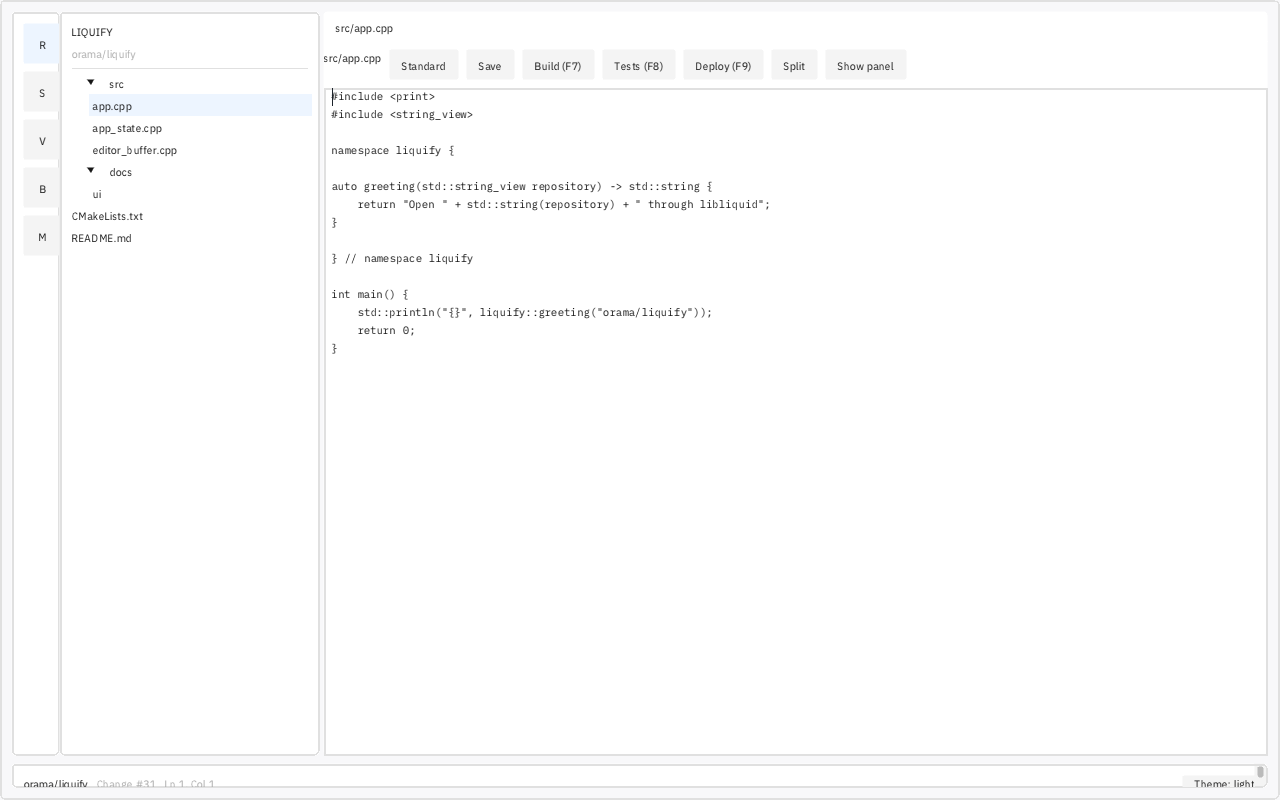 R
S
V
B
M
LIQUIFY
orama/liquify
src
app.cpp
app_state.cpp
editor_buffer.cpp
docs
ui
CMakeLists.txt
README.md
src/app.cpp
src/app.cpp Standard Save Build (F7) Tests (F8) Deploy (F9) Split Show panel
#include <print>
#include <string_view>
namespace liquify {
auto greeting(std::string_view repository) -> std::string {
    return "Open " + std::string(repository) + " through libliquid";
}
} // namespace liquify
int main() {
    std::println("{}", liquify::greeting("orama/liquify"));
    return 0;
}
orama/liquify Change #31 Ln 1, Col 1 Theme: light